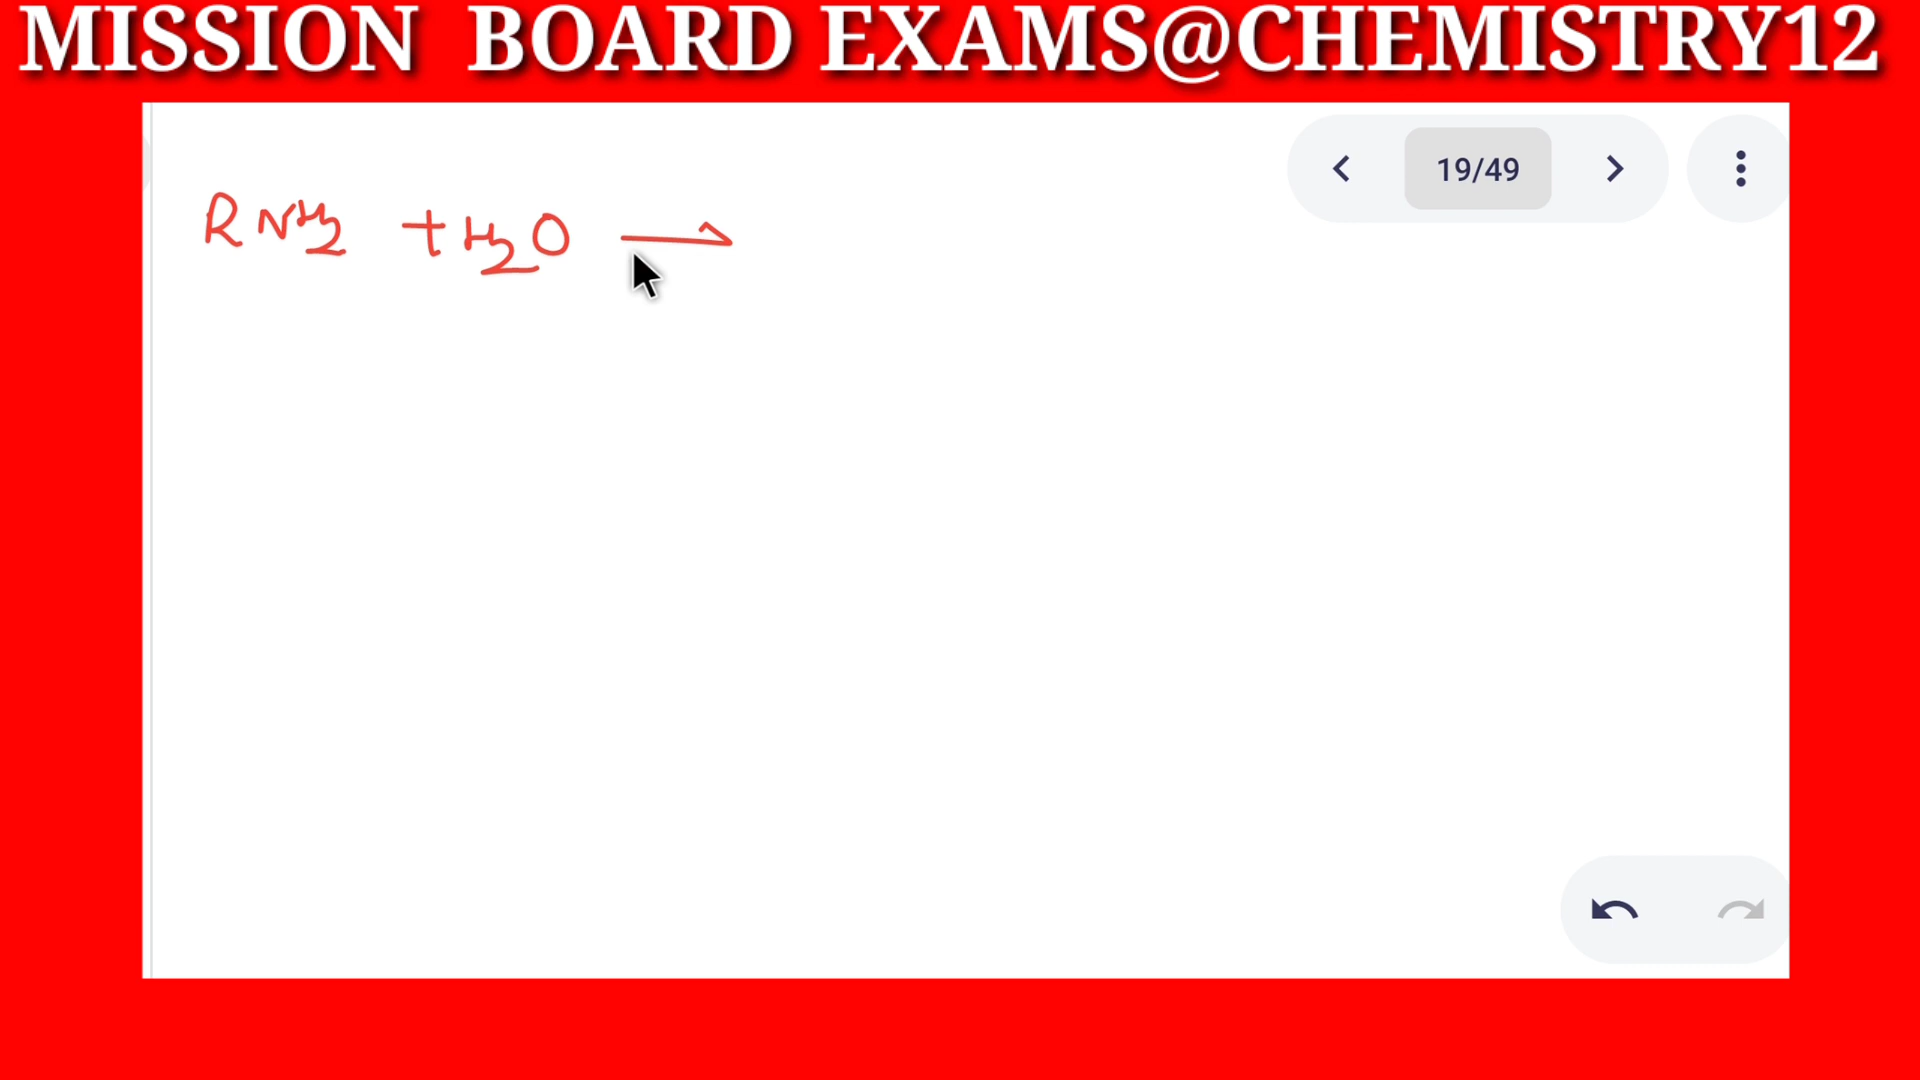 MISSION BOARD EXAMS@CHEMISTRY12
19/49
RNH2 + H2O →